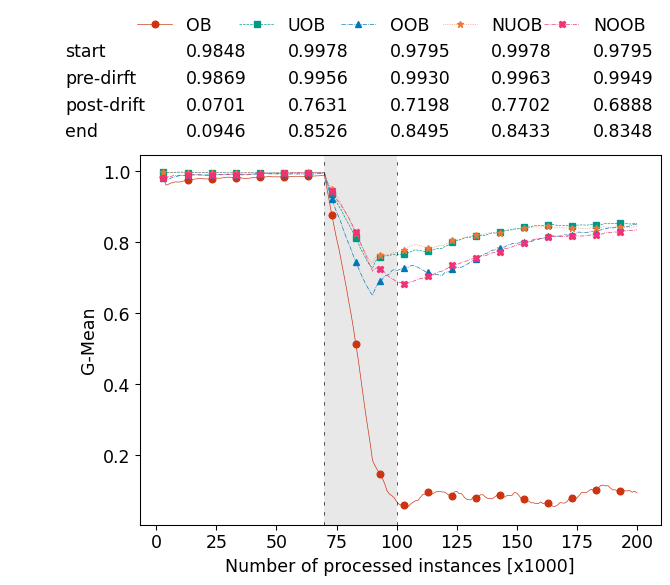 OB UOB OOB NUOB NOOB
start 0.9848 0.9978 0.9795 0.9978 0.9795
pre-dirft 0.9869 0.9956 0.9930 0.9963 0.9949
post-drift 0.0701 0.7631 0.7198 0.7702 0.6888
end 0.0946 0.8526 0.8495 0.8433 0.8348
1.0
0.8
0.6
0.4
0.2
G-Mean
0 25 50 75 100 125 150 175 200
Number of processed instances [x1000]